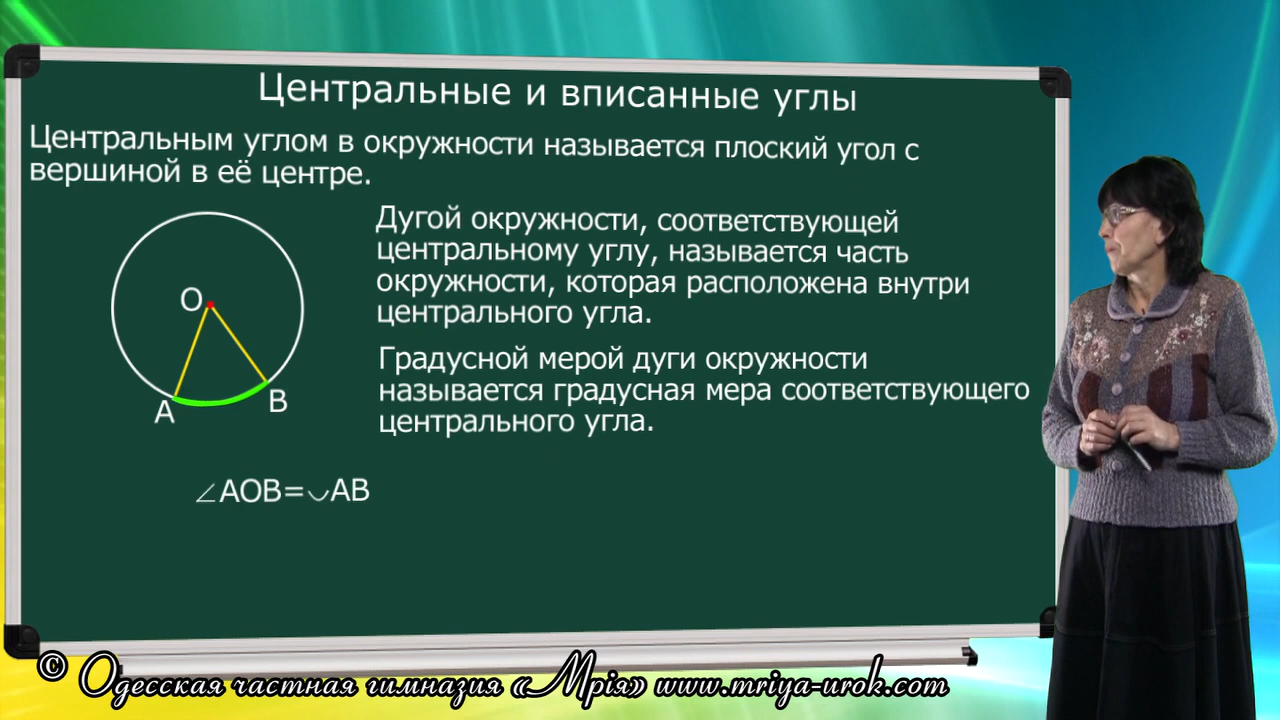 Центральные и вписанные углы
Центральным углом в окружности называется плоский угол с
вершиной в её центре.
Дугой окружности, соответствующей
центральному углу, называется часть
окружности, которая расположена внутри
центрального угла.
O
A
B
Градусной мерой дуги окружности
называется градусная мера соответствующего
центрального угла.
∠AOB=◡AB
© Одесская частная гимназия «Мрія» www.mriya-urok.com